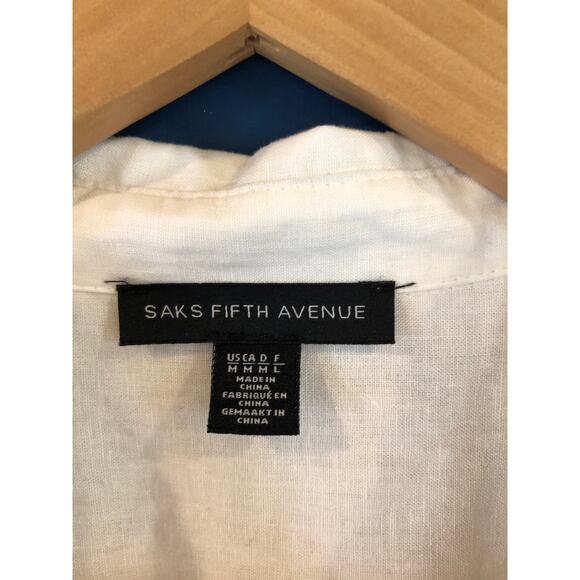 SAKS FIFTH AVENUE
US CA D F
M M M L
MADE IN
CHINA
FABRIQUÉ EN
CHINA
GEMAAKT IN
CHINA